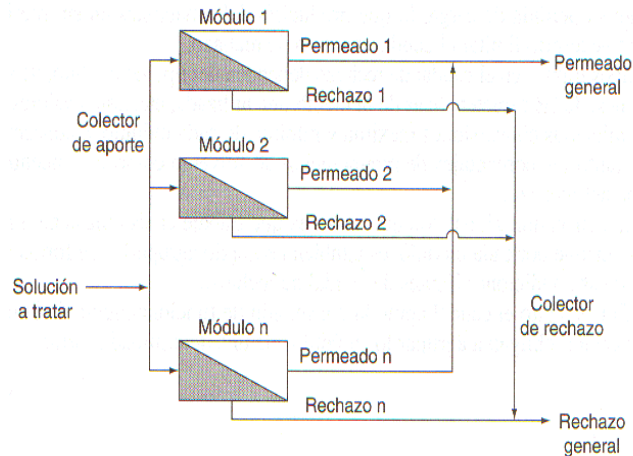 Módulo 1
Permeado 1
Permeado
general
Rechazo 1
Colector
de aporte
Módulo 2
Permeado 2
Rechazo 2
Solución
a tratar
Colector
de rechazo
Módulo n
Permeado n
Rechazo n
Rechazo
general